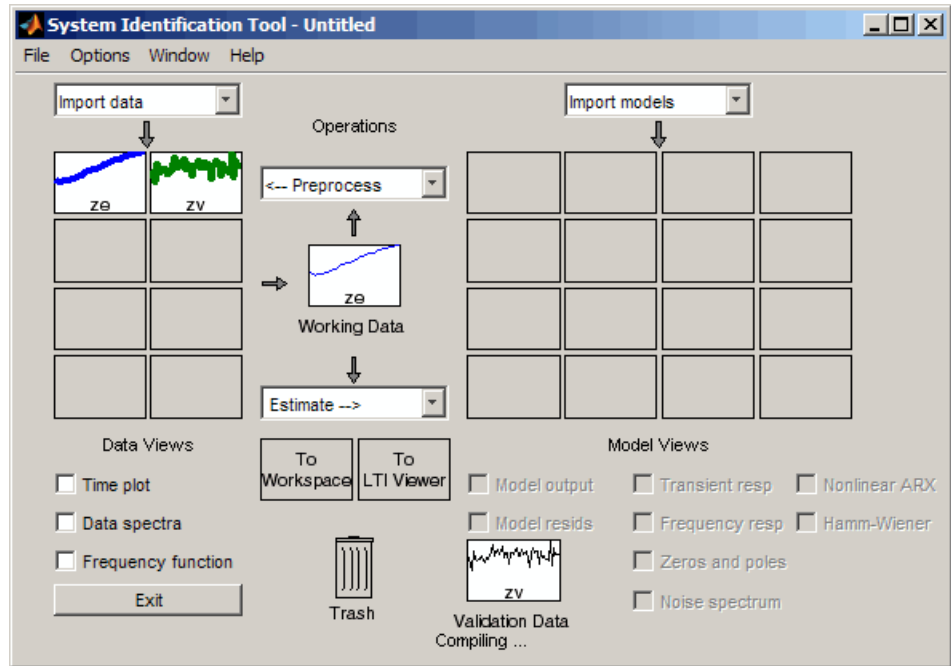 System Identification Tool - Untitled
File Options Window Help
Import data
Import models
Operations
ze
zv
<-- Preprocess
ze
Working Data
Estimate -->
Data Views
Model Views
To
Workspace
To
LTI Viewer
Time plot
Data spectra
Frequency function
Exit
Model output
Transient resp
Nonlinear ARX
Model resids
Frequency resp
Hamm-Wiener
Zeros and poles
Noise spectrum
Trash
zv
Validation Data
Compiling ...